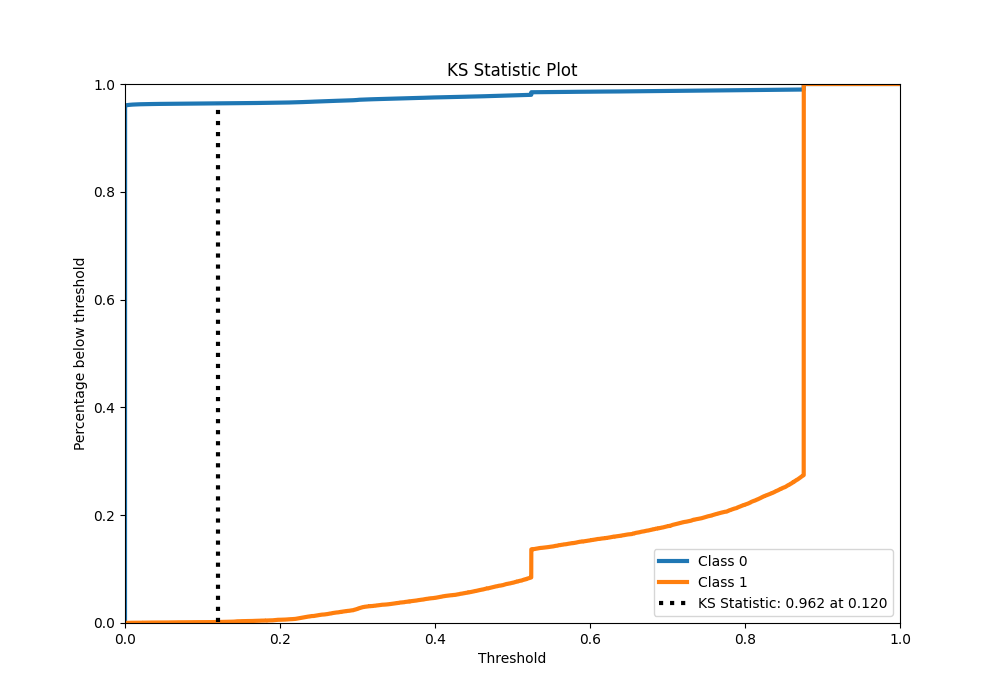 KS Statistic Plot
1.0
0.8
0.6
0.4
0.2
0.0
Percentage below threshold
0.0 0.2 0.4 0.6 0.8 1.0
Threshold
Class 0
Class 1
KS Statistic: 0.962 at 0.120